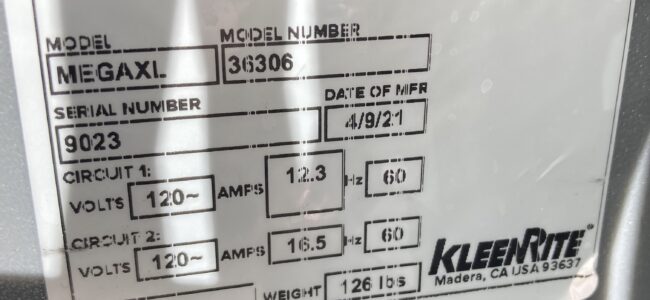 MODEL MODEL NUMBER
MEGAXL 36306
SERIAL NUMBER DATE OF MFR
9023 4/9/21
CIRCUIT 1:
VOLTS 120~ AMPS 12.3 Hz 60
CIRCUIT 2:
VOLTS 120~ AMPS 16.5 Hz 60
KLEENRITE®
Madera, CA USA 93637
WEIGHT 126 lbs